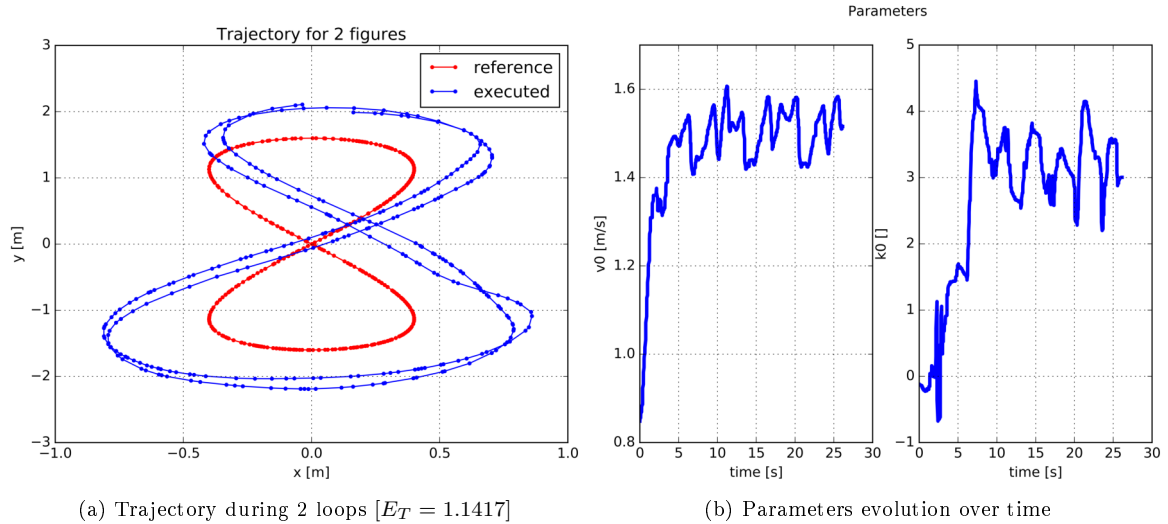 Parameters
Trajectory for 2 figures
reference
executed
3
2
1
0
−1
−2
−3
y [m]
−1.0 −0.5 0.0 0.5 1.0
x [m]
1.6
1.4
1.2
1.0
0.8
v0 [m/s]
0 5 10 15 20 25 30
time [s]
5
4
3
2
1
0
−1
k0 []
0 5 10 15 20 25 30
time [s]
(a) Trajectory during 2 loops [E_T = 1.1417]
(b) Parameters evolution over time